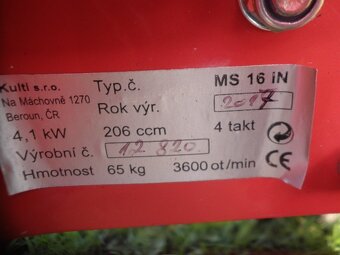 Kulti s.r.o. Typ.č. MS 16 iN
Na Máchovně 1270 Rok výr. 2017
Beroun, ČR
4,1 kW 206 ccm 4 takt
Výrobní č. 12 820
Hmotnost 65 kg 3600 ot/min CE